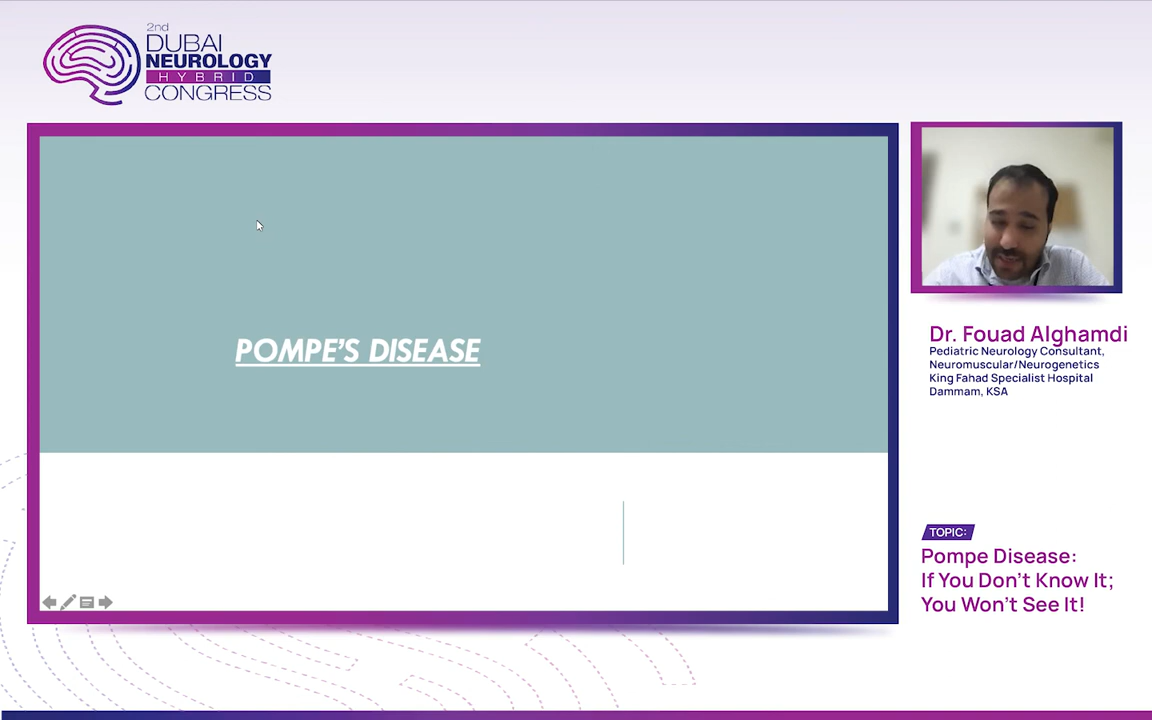 2nd
DUBAI
NEUROLOGY
HYBRID
CONGRESS
POMPE'S DISEASE
Dr. Fouad Alghamdi
Pediatric Neurology Consultant,
Neuromuscular/Neurogenetics
King Fahad Specialist Hospital
Dammam, KSA
TOPIC:
Pompe Disease:
If You Don't Know It;
You Won't See It!